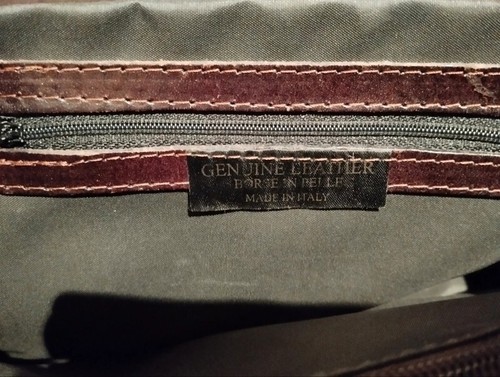 GENUINE LEATHER
BORSE IN PELLE
MADE IN ITALY